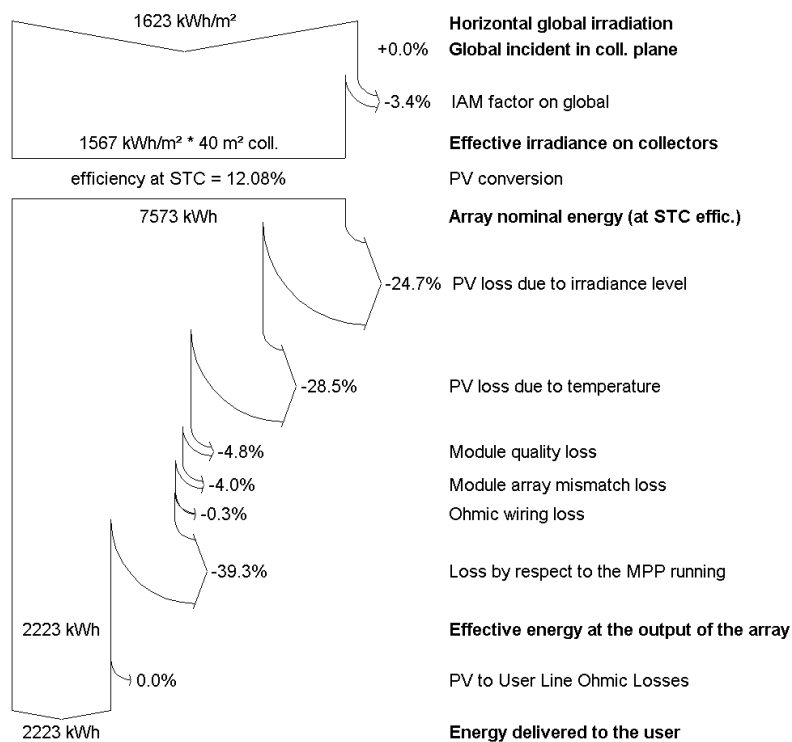 1623 kWh/m² Horizontal global irradiation
+0.0% Global incident in coll. plane
-3.4% IAM factor on global
1567 kWh/m² * 40 m² coll. Effective irradiance on collectors
efficiency at STC = 12.08% PV conversion
7573 kWh Array nominal energy (at STC effic.)
-24.7% PV loss due to irradiance level
-28.5% PV loss due to temperature
-4.8% Module quality loss
-4.0% Module array mismatch loss
-0.3% Ohmic wiring loss
-39.3% Loss by respect to the MPP running
2223 kWh Effective energy at the output of the array
0.0% PV to User Line Ohmic Losses
2223 kWh Energy delivered to the user